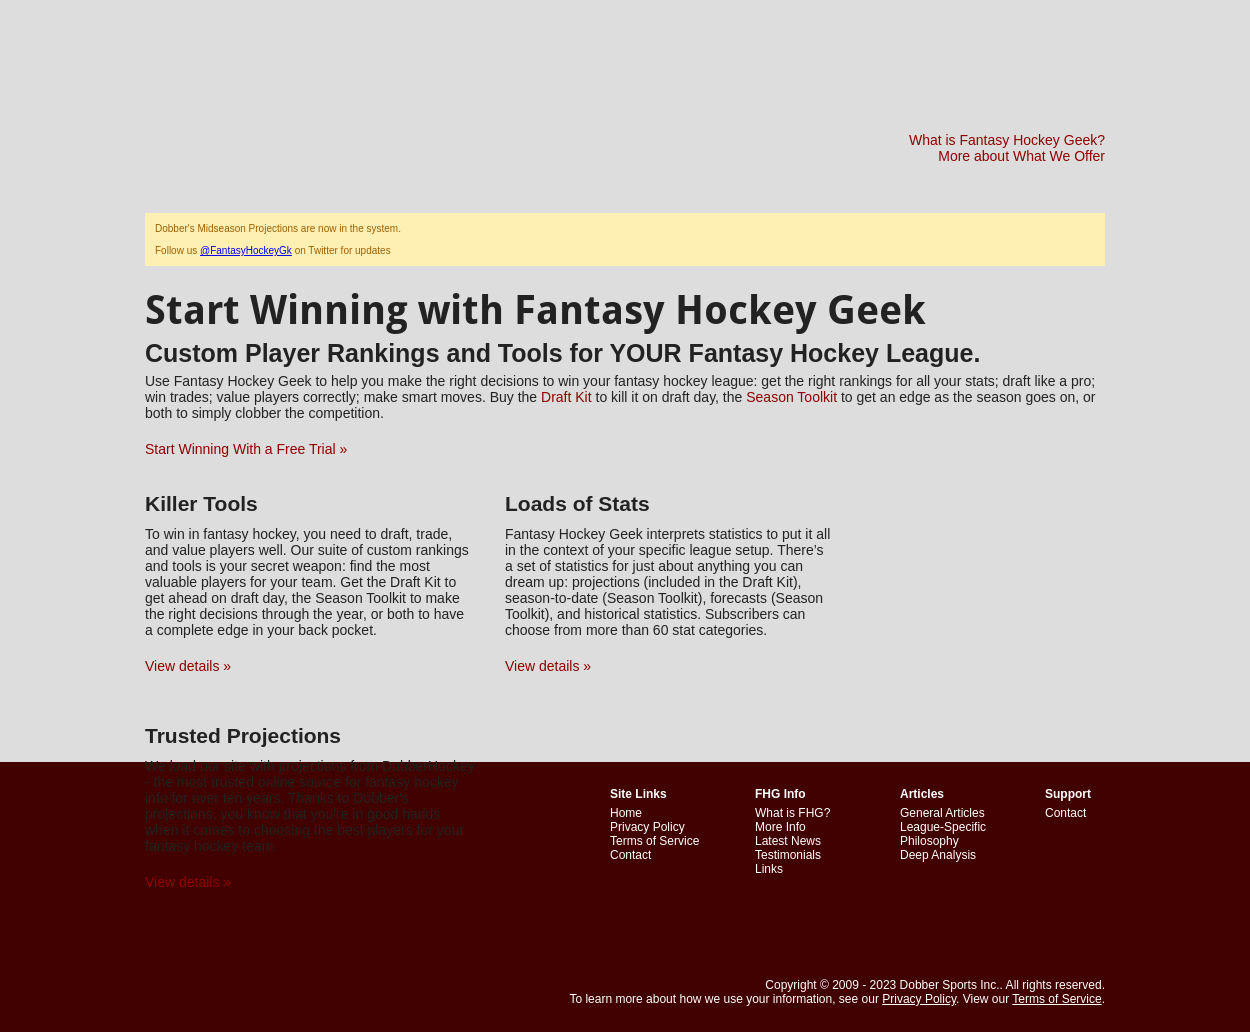 What is Fantasy Hockey Geek?
More about What We Offer
Dobber's Midseason Projections are now in the system.
Follow us @FantasyHockeyGk on Twitter for updates
Start Winning with Fantasy Hockey Geek
Custom Player Rankings and Tools for YOUR Fantasy Hockey League.
Use Fantasy Hockey Geek to help you make the right decisions to win your fantasy hockey league: get the right rankings for all your stats; draft like a pro;
win trades; value players correctly; make smart moves. Buy the Draft Kit to kill it on draft day, the Season Toolkit to get an edge as the season goes on, or
both to simply clobber the competition.
Start Winning With a Free Trial »
Killer Tools
To win in fantasy hockey, you need to draft, trade,
and value players well. Our suite of custom rankings
and tools is your secret weapon: find the most
valuable players for your team. Get the Draft Kit to
get ahead on draft day, the Season Toolkit to make
the right decisions through the year, or both to have
a complete edge in your back pocket.
View details »
Loads of Stats
Fantasy Hockey Geek interprets statistics to put it all
in the context of your specific league setup. There's
a set of statistics for just about anything you can
dream up: projections (included in the Draft Kit),
season-to-date (Season Toolkit), forecasts (Season
Toolkit), and historical statistics. Subscribers can
choose from more than 60 stat categories.
View details »
Trusted Projections
We load our site with projections from DobberHockey
- the most trusted online source for fantasy hockey
info for over ten years. Thanks to Dobber's
projections, you know that you're in good hands
when it comes to choosing the best players for your
fantasy hockey team.
View details »
Site Links
Home
Privacy Policy
Terms of Service
Contact
FHG Info
What is FHG?
More Info
Latest News
Testimonials
Links
Articles
General Articles
League-Specific
Philosophy
Deep Analysis
Support
Contact
Copyright © 2009 - 2023 Dobber Sports Inc.. All rights reserved.
To learn more about how we use your information, see our Privacy Policy. View our Terms of Service.